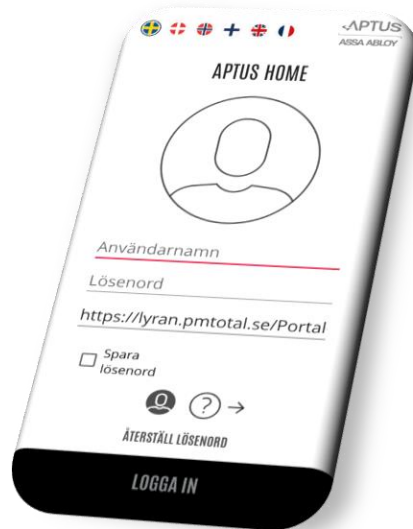 APTUS
ASSA ABLOY
APTUS HOME
Användarnamn
Lösenord
https://lyran.pmtotal.se/Portal
Spara
lösenord
?
ÅTERSTÄLL LÖSENORD
LOGGA IN